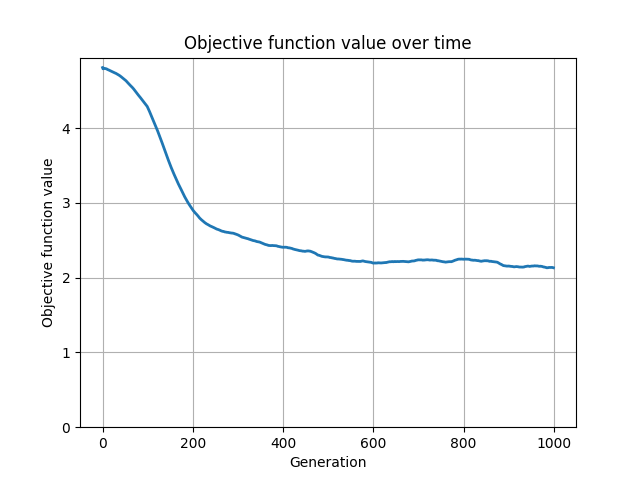 Objective function value over time
Objective function value
4
3
2
1
0
0 200 400 600 800 1000
Generation